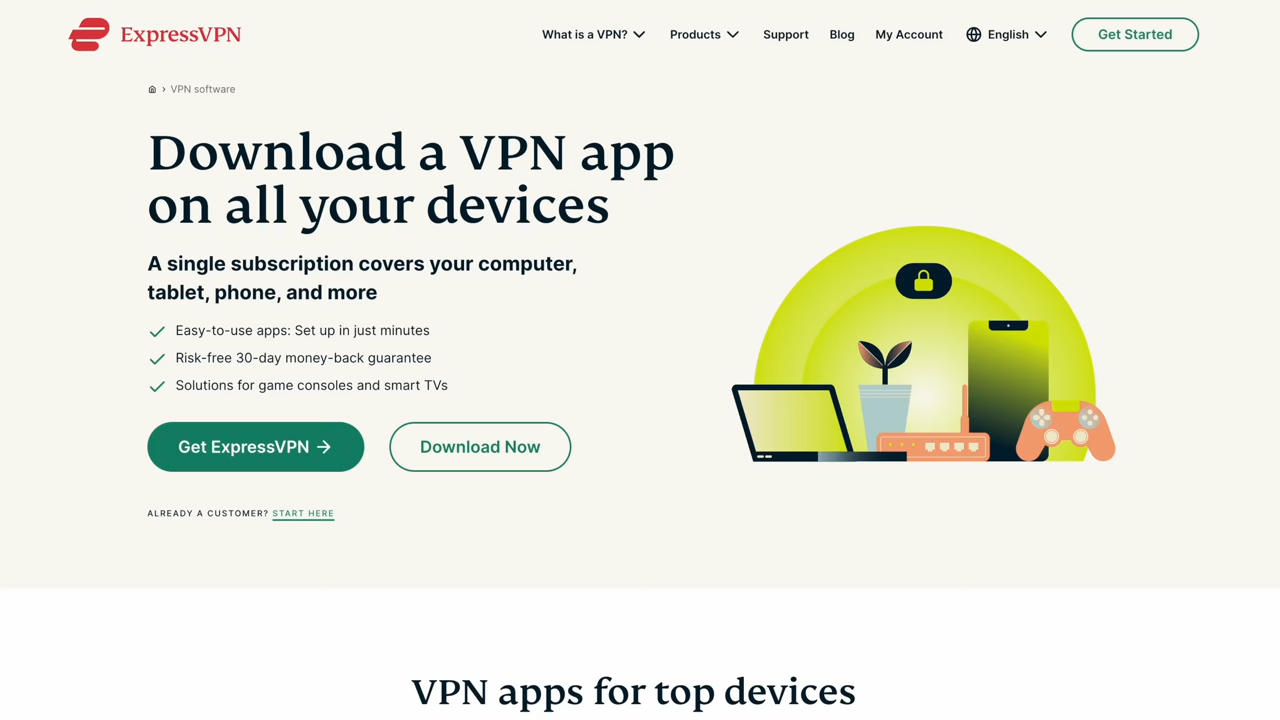 ExpressVPN
What is a VPN?
Products
Support
Blog
My Account
English
Get Started
VPN software
Download a VPN app
on all your devices
A single subscription covers your computer,
tablet, phone, and more
Easy-to-use apps: Set up in just minutes
Risk-free 30-day money-back guarantee
Solutions for game consoles and smart TVs
Get ExpressVPN
Download Now
ALREADY A CUSTOMER? START HERE
VPN apps for top devices